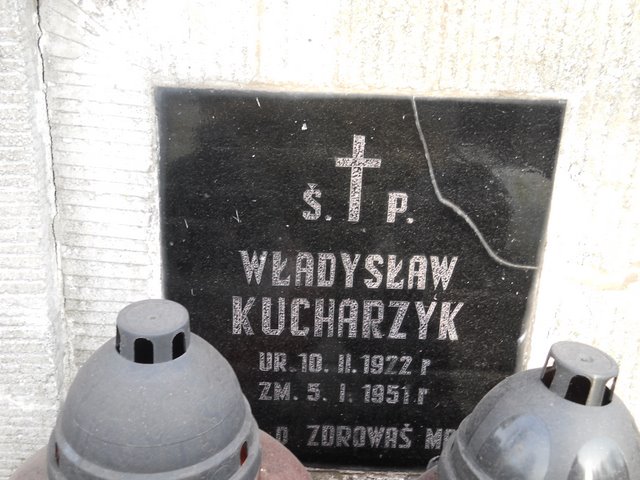 Ś. P.
WŁADYSŁAW
KUCHARZYK
UR. 10. II. 1922 r
ZM. 5. I. 1951 r
ZDROWAŚ